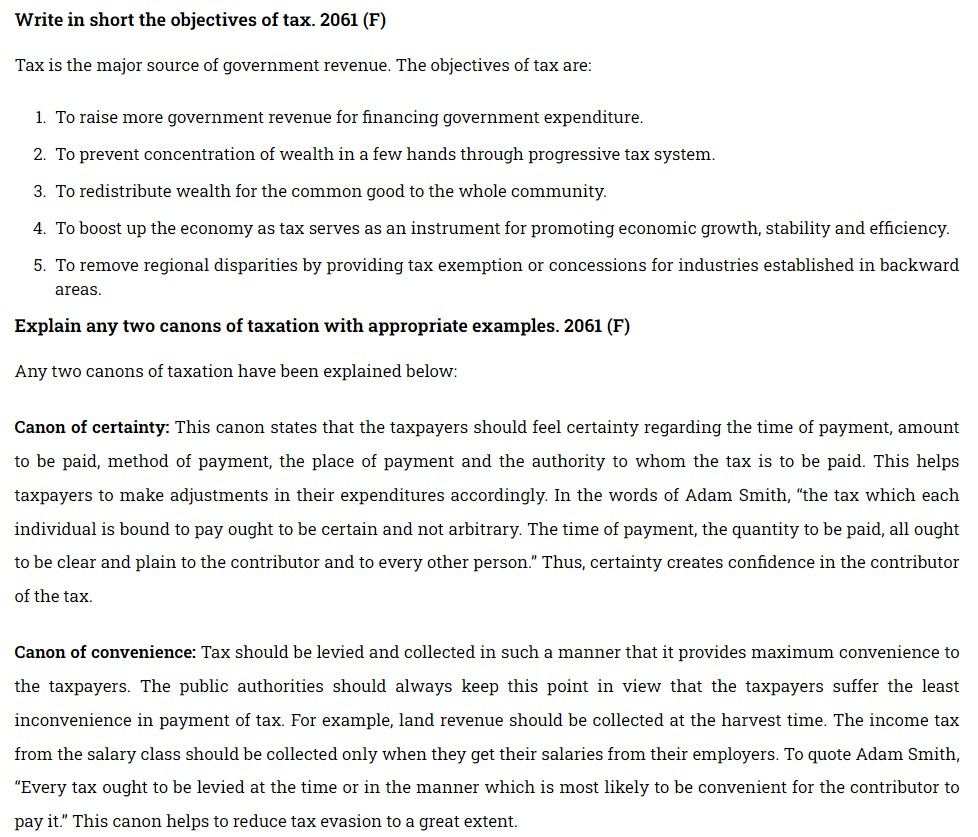 Write in short the objectives of tax. 2061 (F)
Tax is the major source of government revenue. The objectives of tax are:
1. To raise more government revenue for financing government expenditure.
2. To prevent concentration of wealth in a few hands through progressive tax system.
3. To redistribute wealth for the common good to the whole community.
4. To boost up the economy as tax serves as an instrument for promoting economic growth, stability and efficiency.
5. To remove regional disparities by providing tax exemption or concessions for industries established in backward
areas.
Explain any two canons of taxation with appropriate examples. 2061 (F)
Any two canons of taxation have been explained below:
Canon of certainty: This canon states that the taxpayers should feel certainty regarding the time of payment, amount
to be paid, method of payment, the place of payment and the authority to whom the tax is to be paid. This helps
taxpayers to make adjustments in their expenditures accordingly. In the words of Adam Smith, “the tax which each
individual is bound to pay ought to be certain and not arbitrary. The time of payment, the quantity to be paid, all ought
to be clear and plain to the contributor and to every other person.” Thus, certainty creates confidence in the contributor
of the tax.
Canon of convenience: Tax should be levied and collected in such a manner that it provides maximum convenience to
the taxpayers. The public authorities should always keep this point in view that the taxpayers suffer the least
inconvenience in payment of tax. For example, land revenue should be collected at the harvest time. The income tax
from the salary class should be collected only when they get their salaries from their employers. To quote Adam Smith,
“Every tax ought to be levied at the time or in the manner which is most likely to be convenient for the contributor to
pay it.” This canon helps to reduce tax evasion to a great extent.